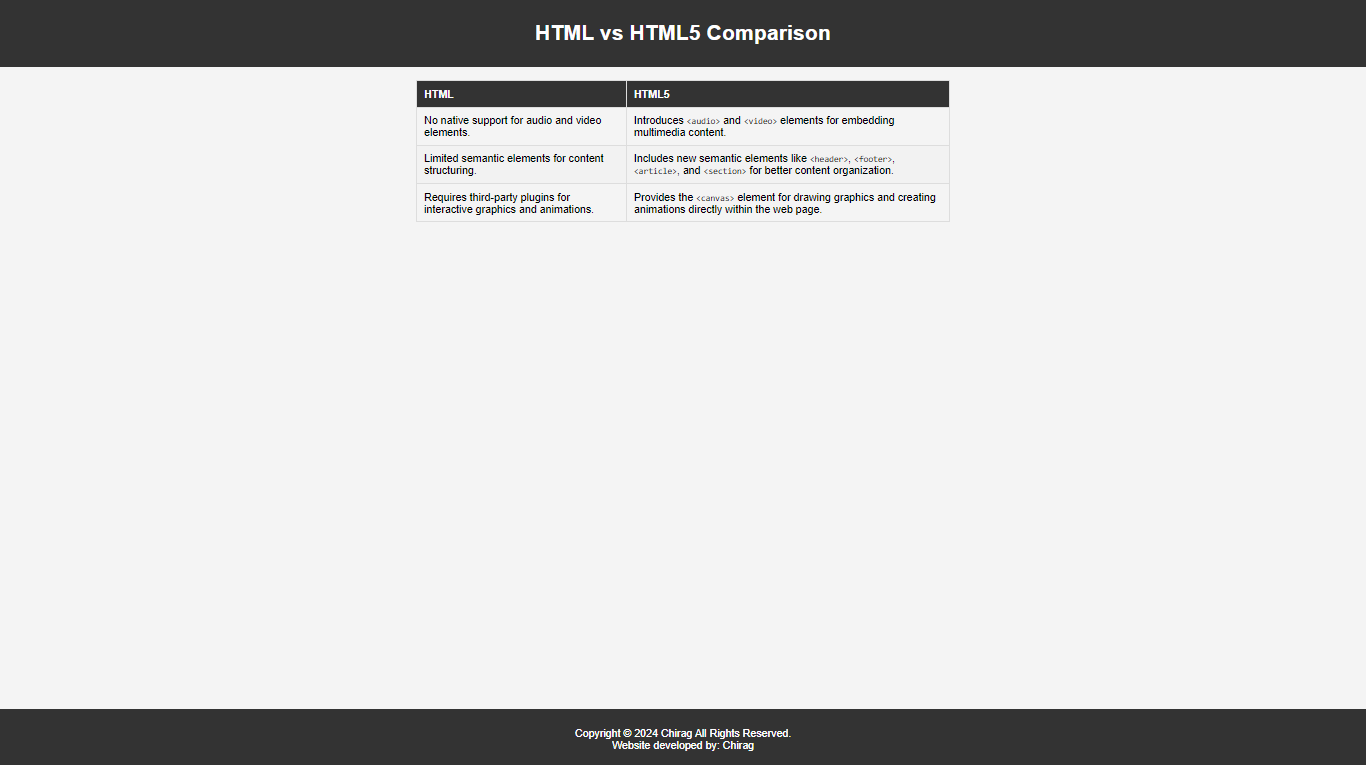 HTML vs HTML5 Comparison
HTML
HTML5
No native support for audio and video
elements.
Introduces <audio> and <video> elements for embedding
multimedia content.
Limited semantic elements for content
structuring.
Includes new semantic elements like <header>, <footer>,
<article>, and <section> for better content organization.
Requires third-party plugins for
interactive graphics and animations.
Provides the <canvas> element for drawing graphics and creating
animations directly within the web page.
Copyright © 2024 Chirag All Rights Reserved.
Website developed by: Chirag